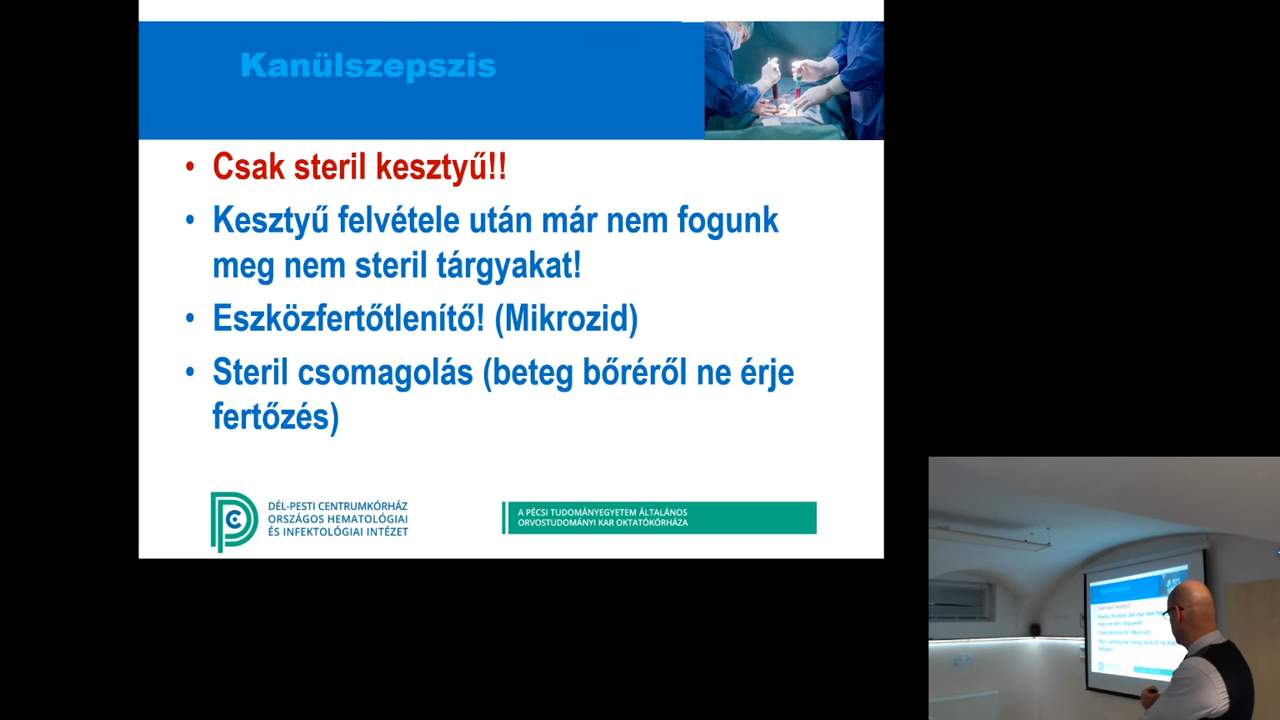 Kanülszepszis
• Csak steril kesztyű!!
• Kesztyű felvétele után már nem fogunk
meg nem steril tárgyakat!
• Eszközfertőtlenítő! (Mikrozid)
• Steril csomagolás (beteg bőréről ne érje
fertőzés)
DÉL-PESTI CENTRUMKÓRHÁZ
ORSZÁGOS HEMATOLÓGIAI
ÉS INFEKTOLÓGIAI INTÉZET
A PÉCSI TUDOMÁNYEGYETEM ÁLTALÁNOS
ORVOSTUDOMÁNYI KAR OKTATÓKÓRHÁZA